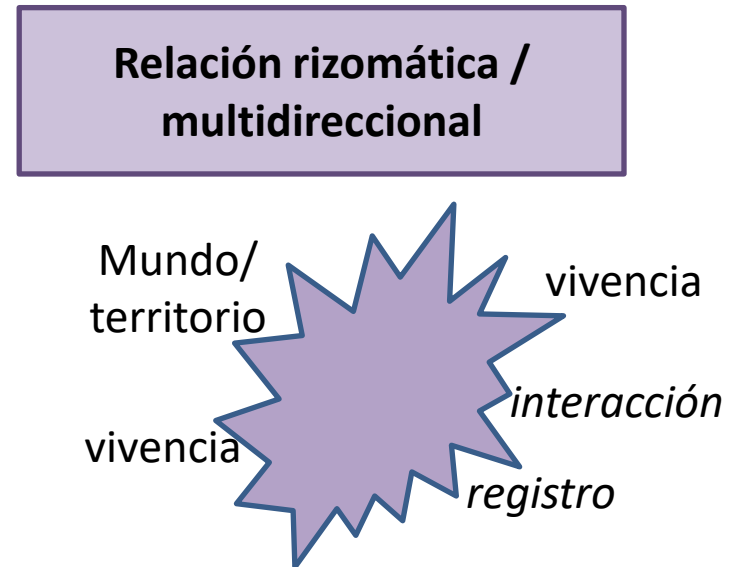 Relación rizomática /
multidireccional
Mundo/
territorio
vivencia
interacción
vivencia
registro